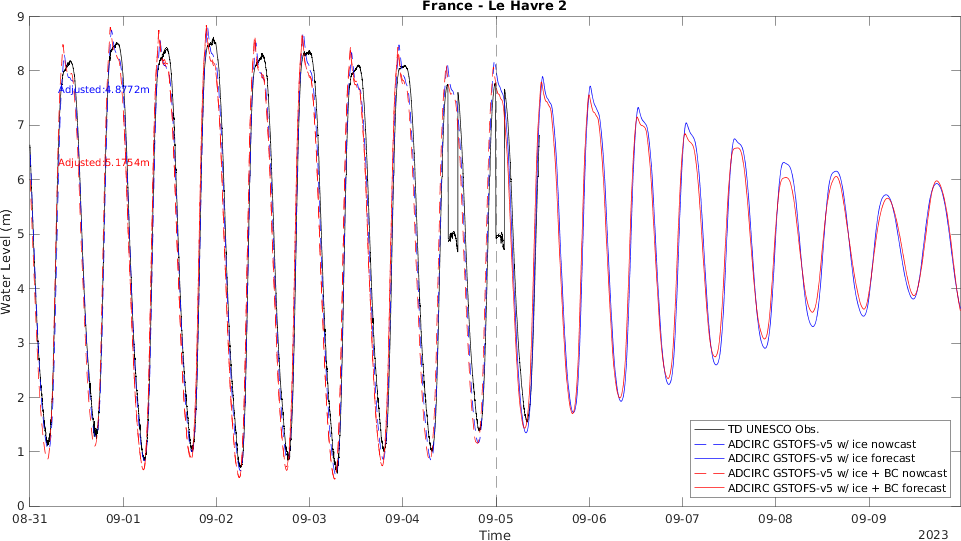 France - Le Havre 2
9
8
7
6
5
4
3
2
1
0
Water Level (m)
Adjusted:4.8772m
Adjusted:5.1754m
TD UNESCO Obs.
ADCIRC GSTOFS-v5 w/ ice nowcast
ADCIRC GSTOFS-v5 w/ ice forecast
ADCIRC GSTOFS-v5 w/ ice + BC nowcast
ADCIRC GSTOFS-v5 w/ ice + BC forecast
08-31 09-01 09-02 09-03 09-04 09-05 09-06 09-07 09-08 09-09
Time
2023